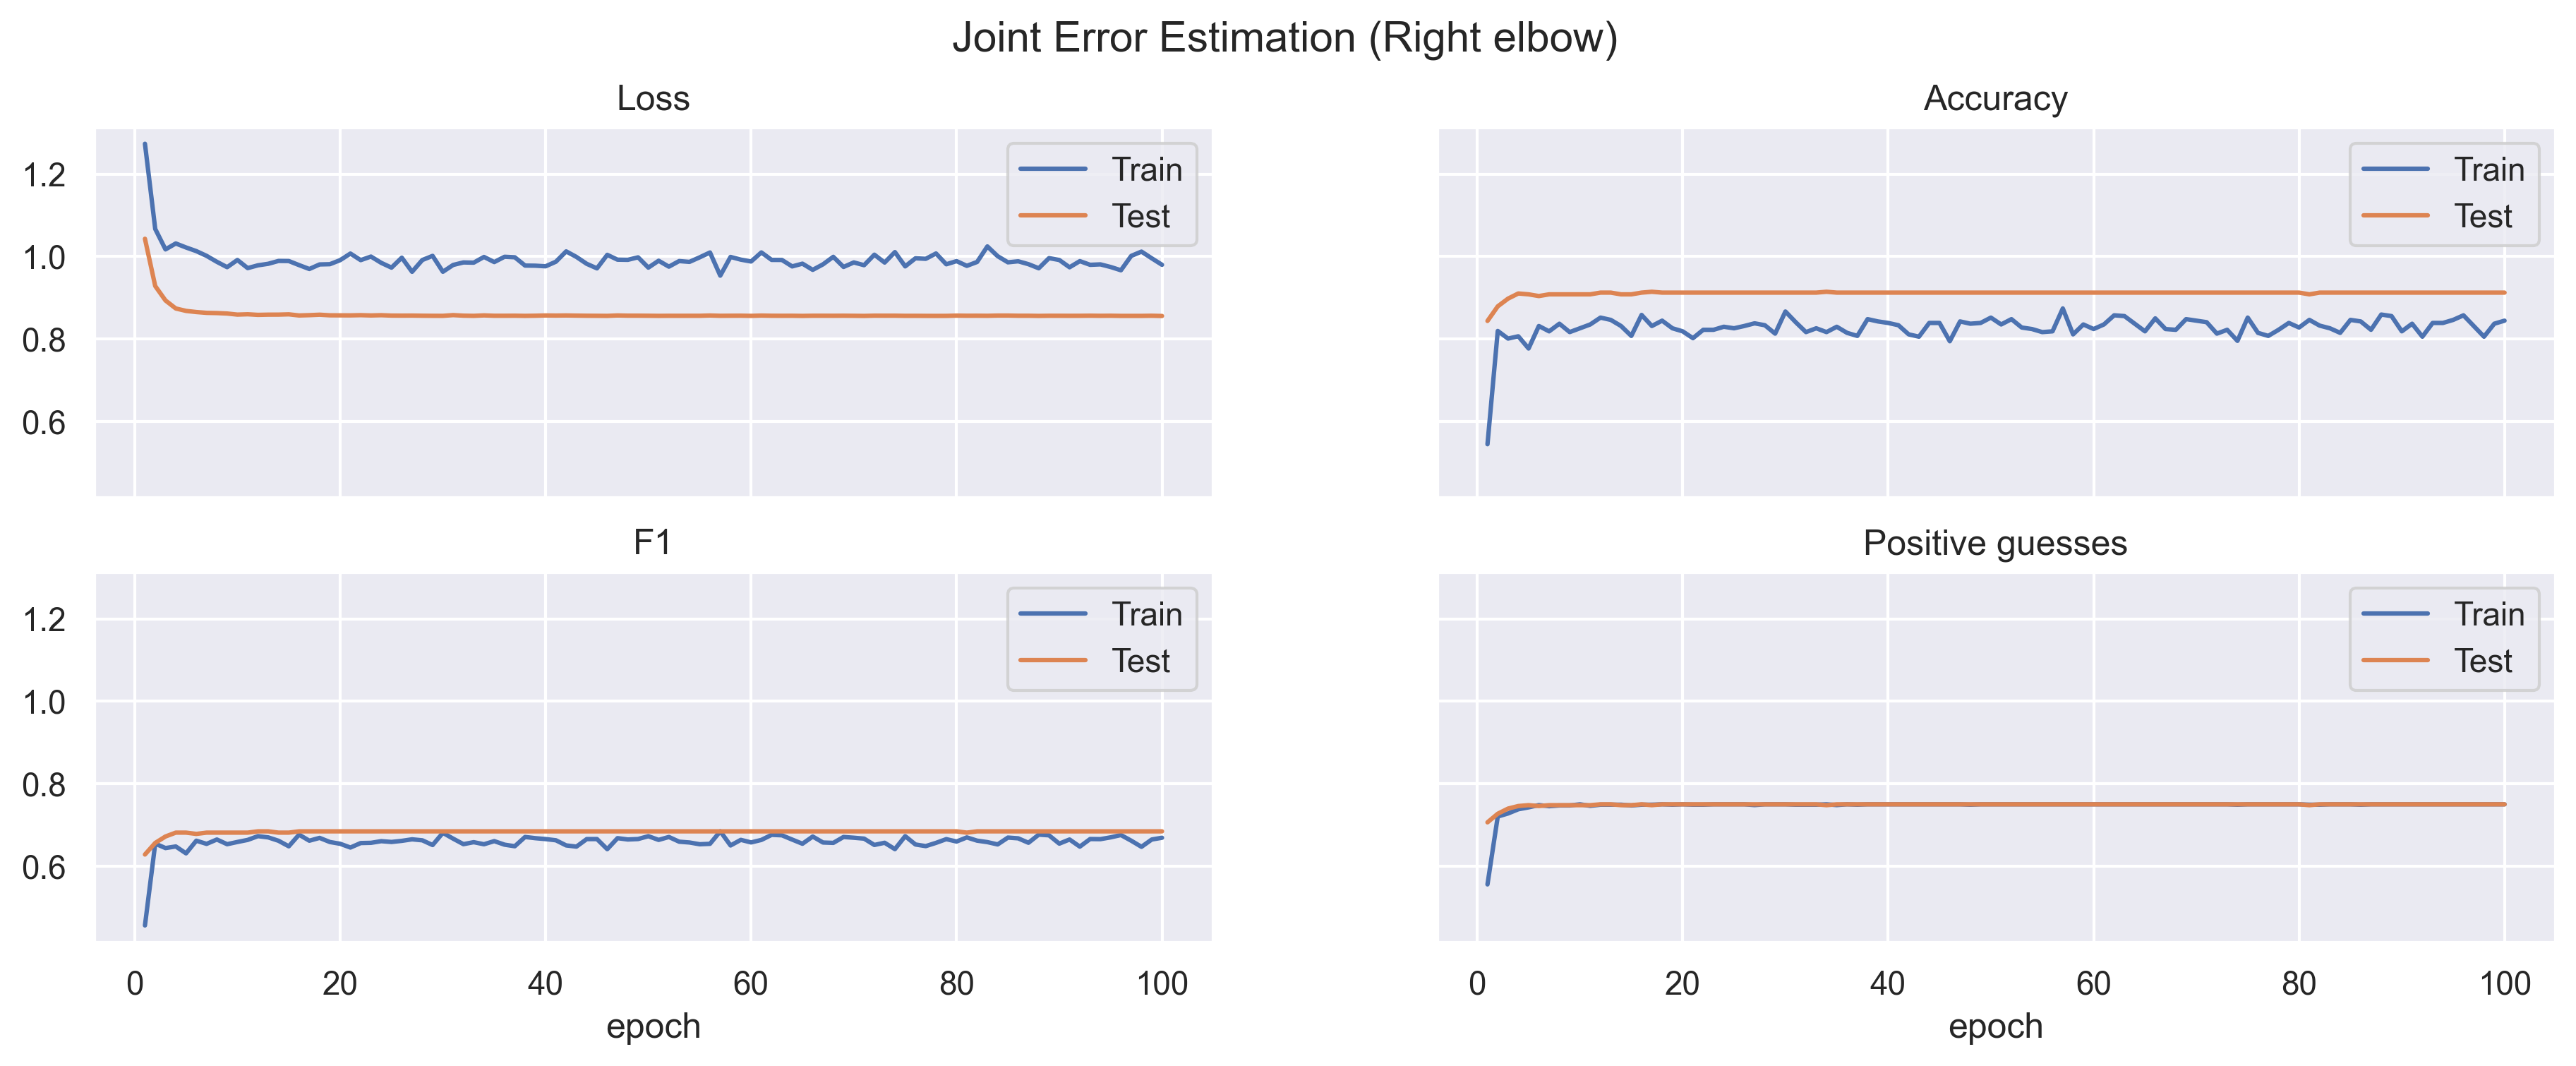 Joint Error Estimation (Right elbow)
Loss
1.2
1.0
0.8
0.6
Train
Test
Accuracy
Train
Test
F1
1.2
1.0
0.8
0.6
0 20 40 60 80 100
epoch
Train
Test
Positive guesses
Train
Test
0 20 40 60 80 100
epoch